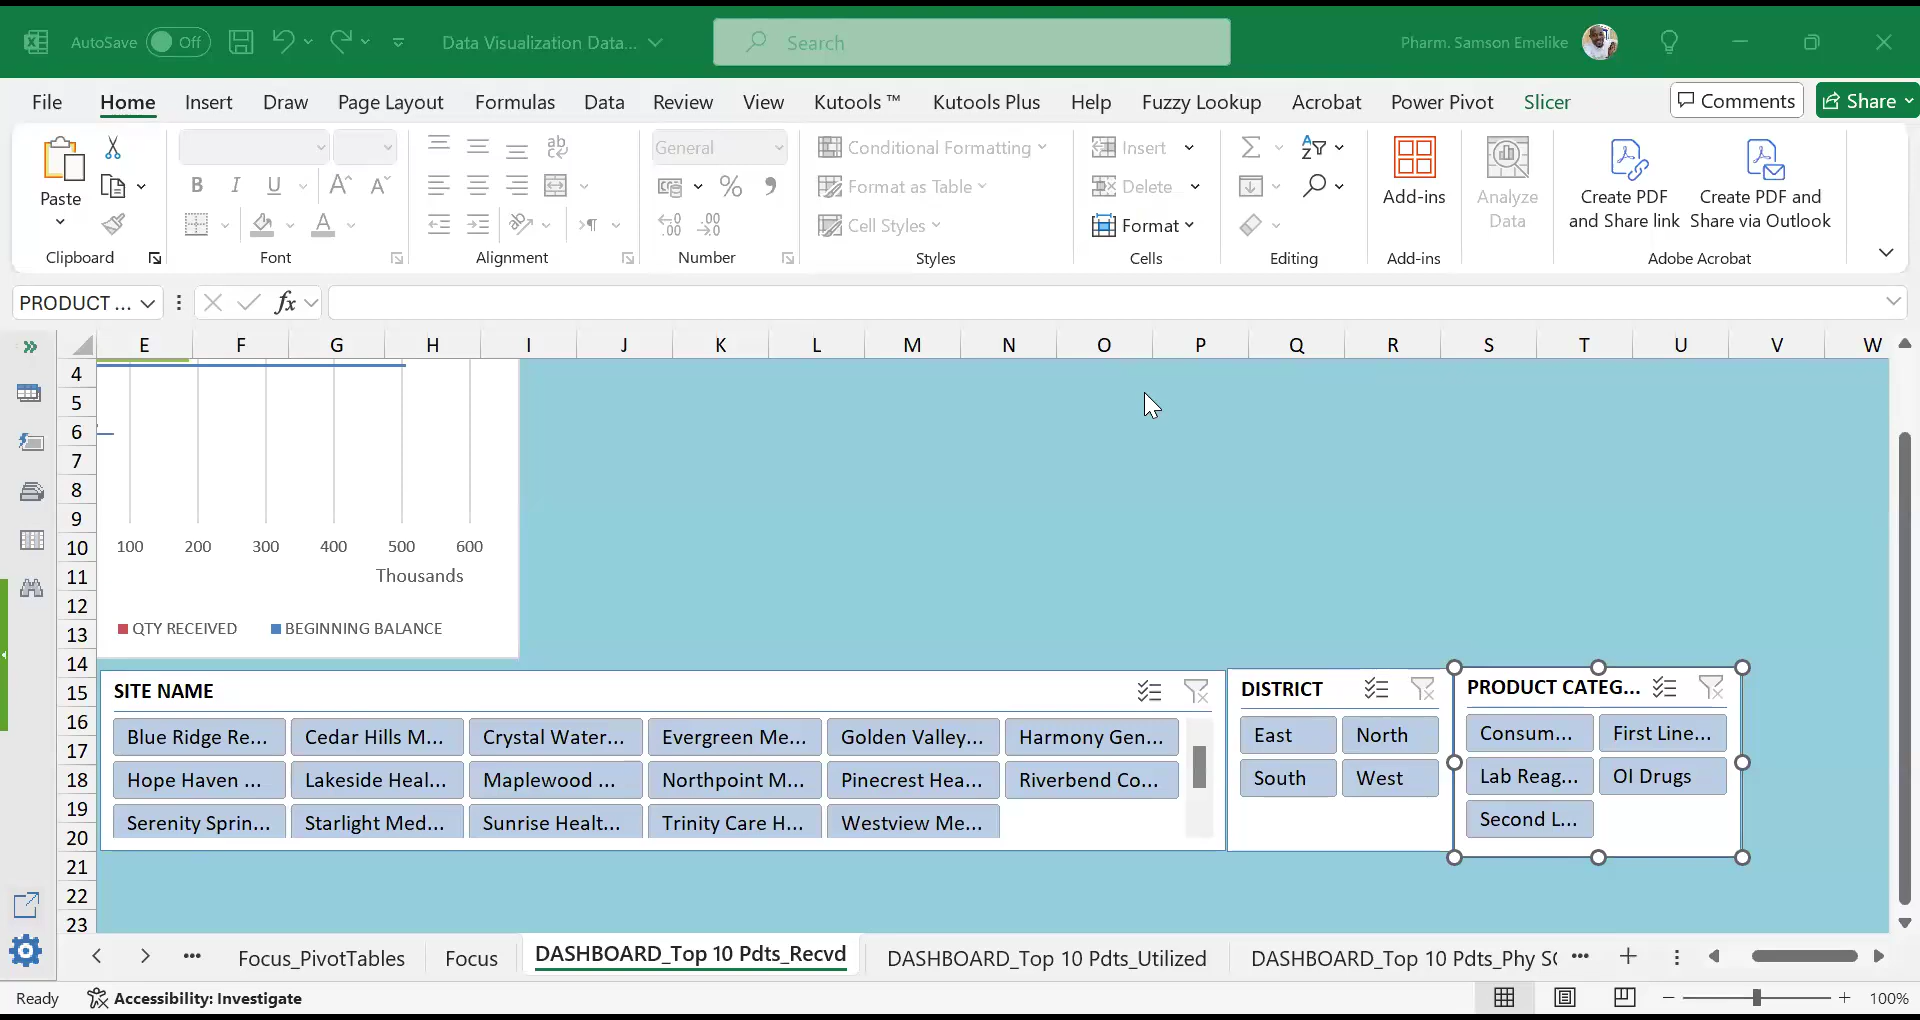 AutoSave Off Data Visualization Data... Search Pharm. Samson Emelike
File Home Insert Draw Page Layout Formulas Data Review View Kutools ™ Kutools Plus Help Fuzzy Lookup Acrobat Power Pivot Slicer Comments Share
Paste
B I U A A
ab
General
% ,
Conditional Formatting
Format as Table
Cell Styles
Insert
Delete
Format
Add-ins
Analyze
Data
Create PDF
and Share link
Create PDF and
Share via Outlook
Clipboard Font Alignment Number Styles Cells Editing Add-ins Adobe Acrobat
PRODUCT ... fx
E F G H I J K L M N O P Q R S T U V W
4
5
6
7
8
9
10 100 200 300 400 500 600
11 Thousands
12
13 QTY RECEIVED BEGINNING BALANCE
14
15 SITE NAME DISTRICT PRODUCT CATEG...
16 Blue Ridge Re... Cedar Hills M... Crystal Water... Evergreen Me... Golden Valley... Harmony Gen... East North Consum... First Line...
17
18 Hope Haven ... Lakeside Heal... Maplewood ... Northpoint M... Pinecrest Hea... Riverbend Co... South West Lab Reag... OI Drugs
19 Serenity Sprin... Starlight Med... Sunrise Healt... Trinity Care H... Westview Me... Second L...
20
21
22
23
Focus_PivotTables Focus DASHBOARD_Top 10 Pdts_Recvd DASHBOARD_Top 10 Pdts_Utilized DASHBOARD_Top 10 Pdts_Phy SO
Ready Accessibility: Investigate 100%